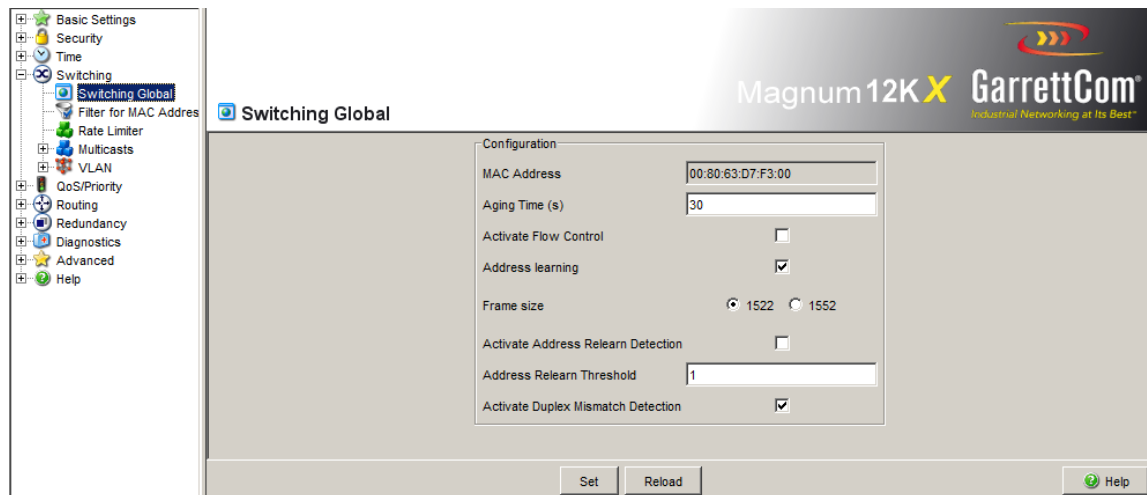 Basic Settings
Security
Time
Switching
Switching Global
Filter for MAC Addres
Rate Limiter
Multicasts
VLAN
QoS/Priority
Routing
Redundancy
Diagnostics
Advanced
Help
Switching Global
Magnum 12KX
GarrettCom®
Industrial Networking at Its Best™
Configuration
MAC Address 00:80:63:D7:F3:00
Aging Time (s) 30
Activate Flow Control
Address learning
Frame size 1522 1552
Activate Address Relearn Detection
Address Relearn Threshold 1
Activate Duplex Mismatch Detection
Set Reload Help